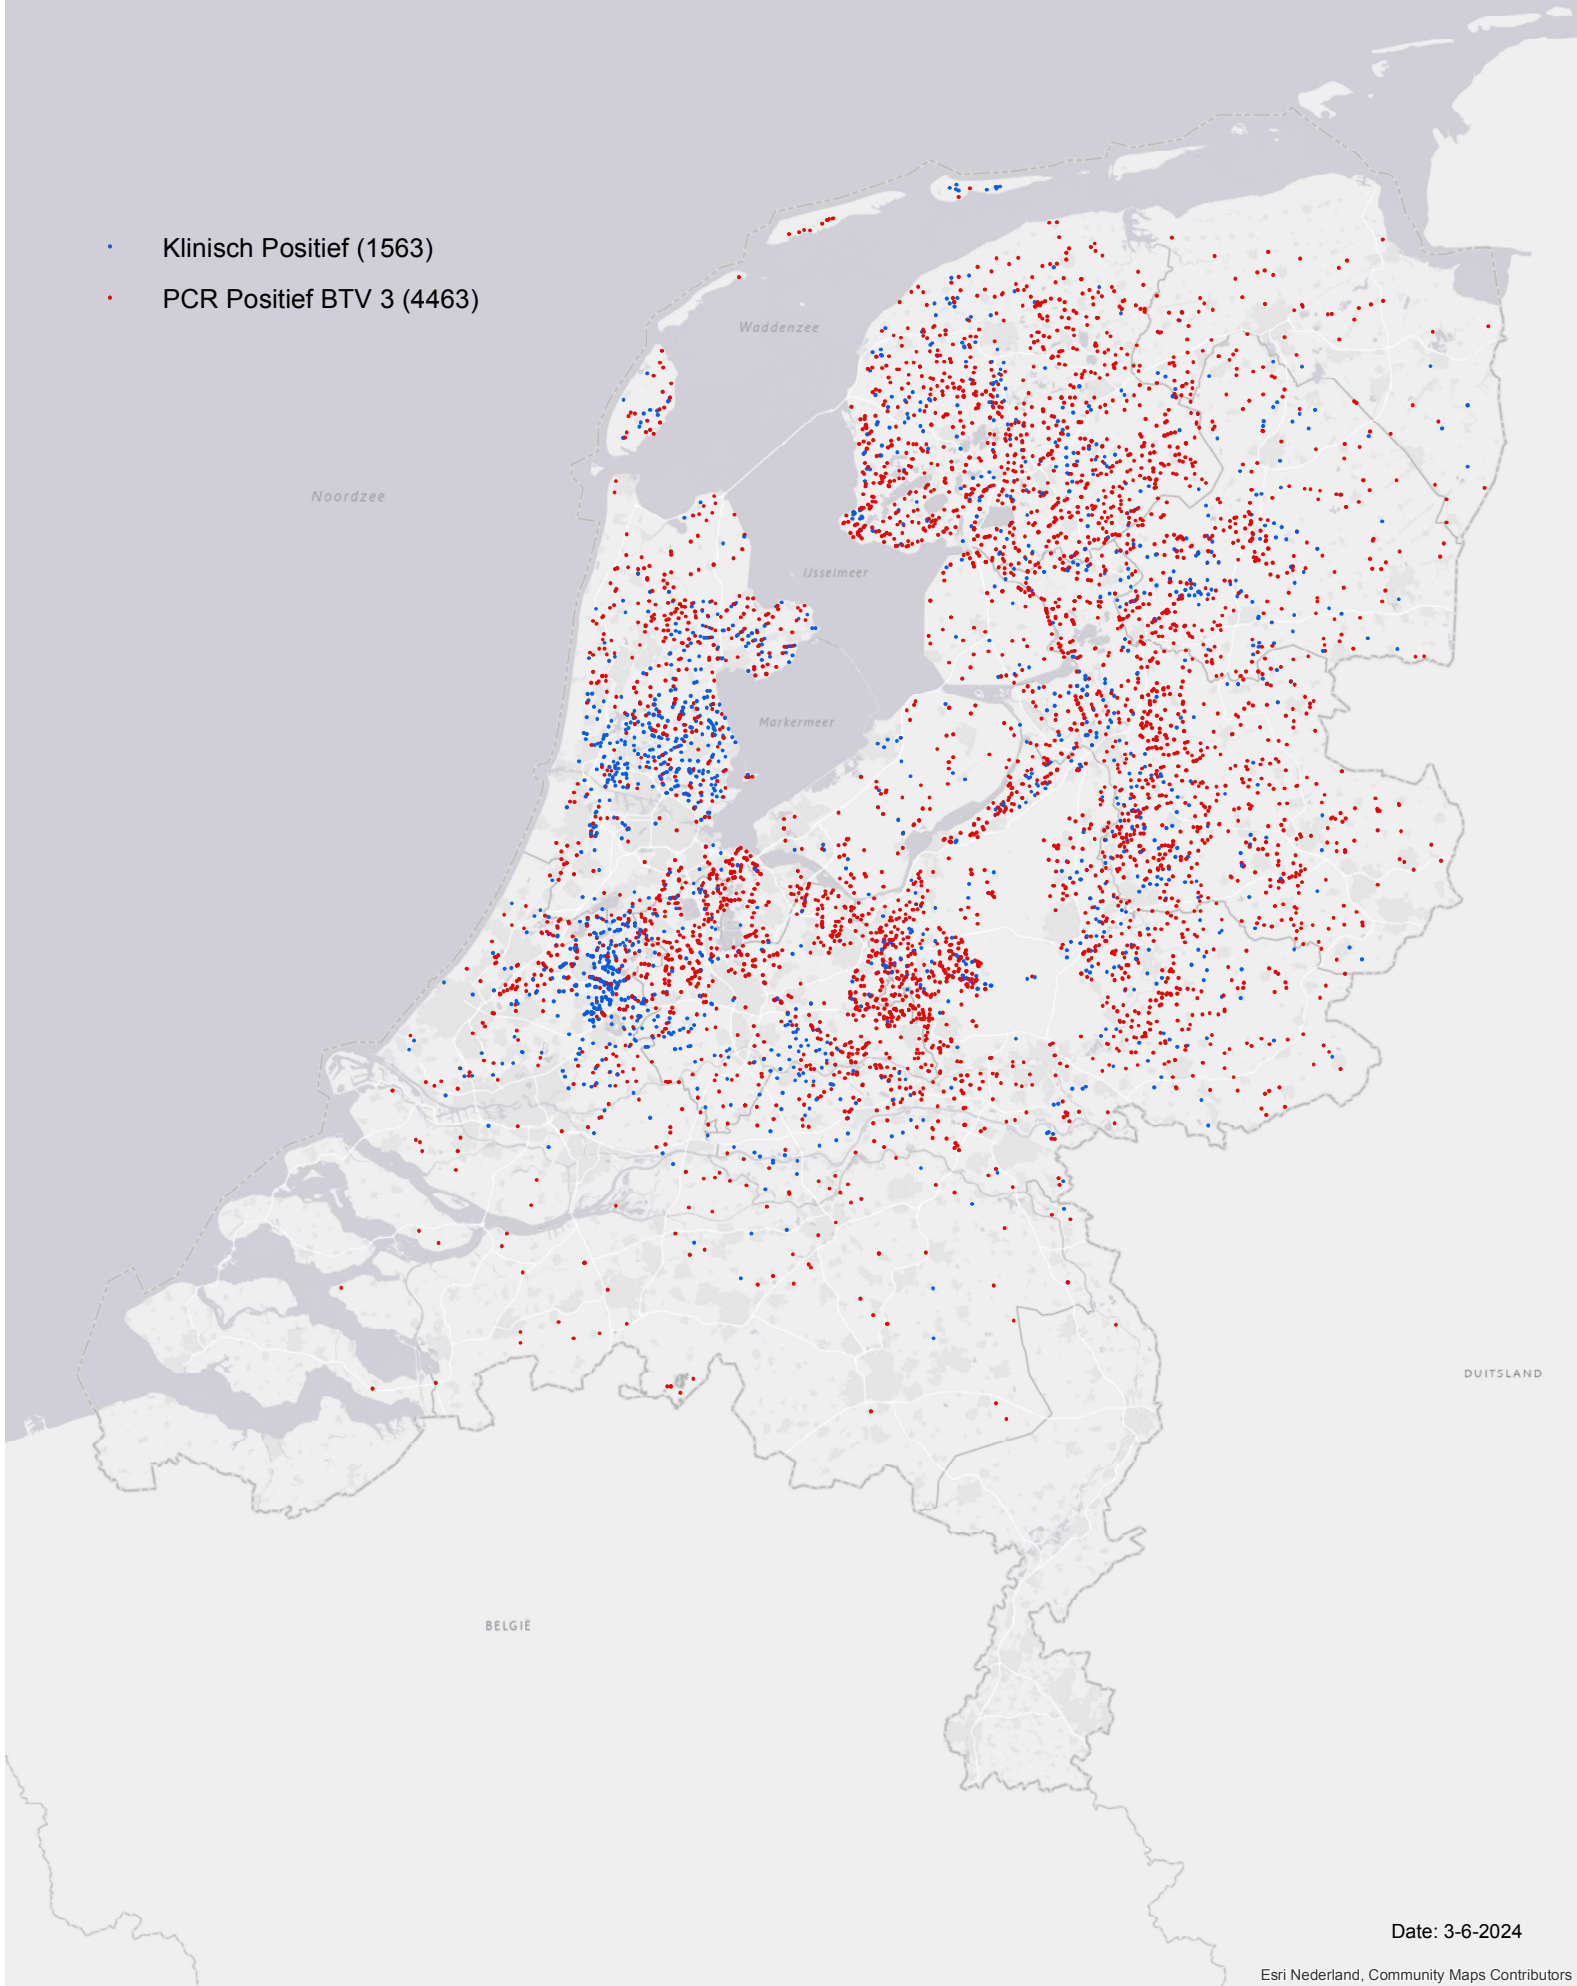 Klinisch Positief (1563)
PCR Positief BTV 3 (4463)
Waddenzee
Noordzee
IJsselmeer
Markermeer
DUITSLAND
BELGIË
Date: 3-6-2024
Esri Nederland, Community Maps Contributors